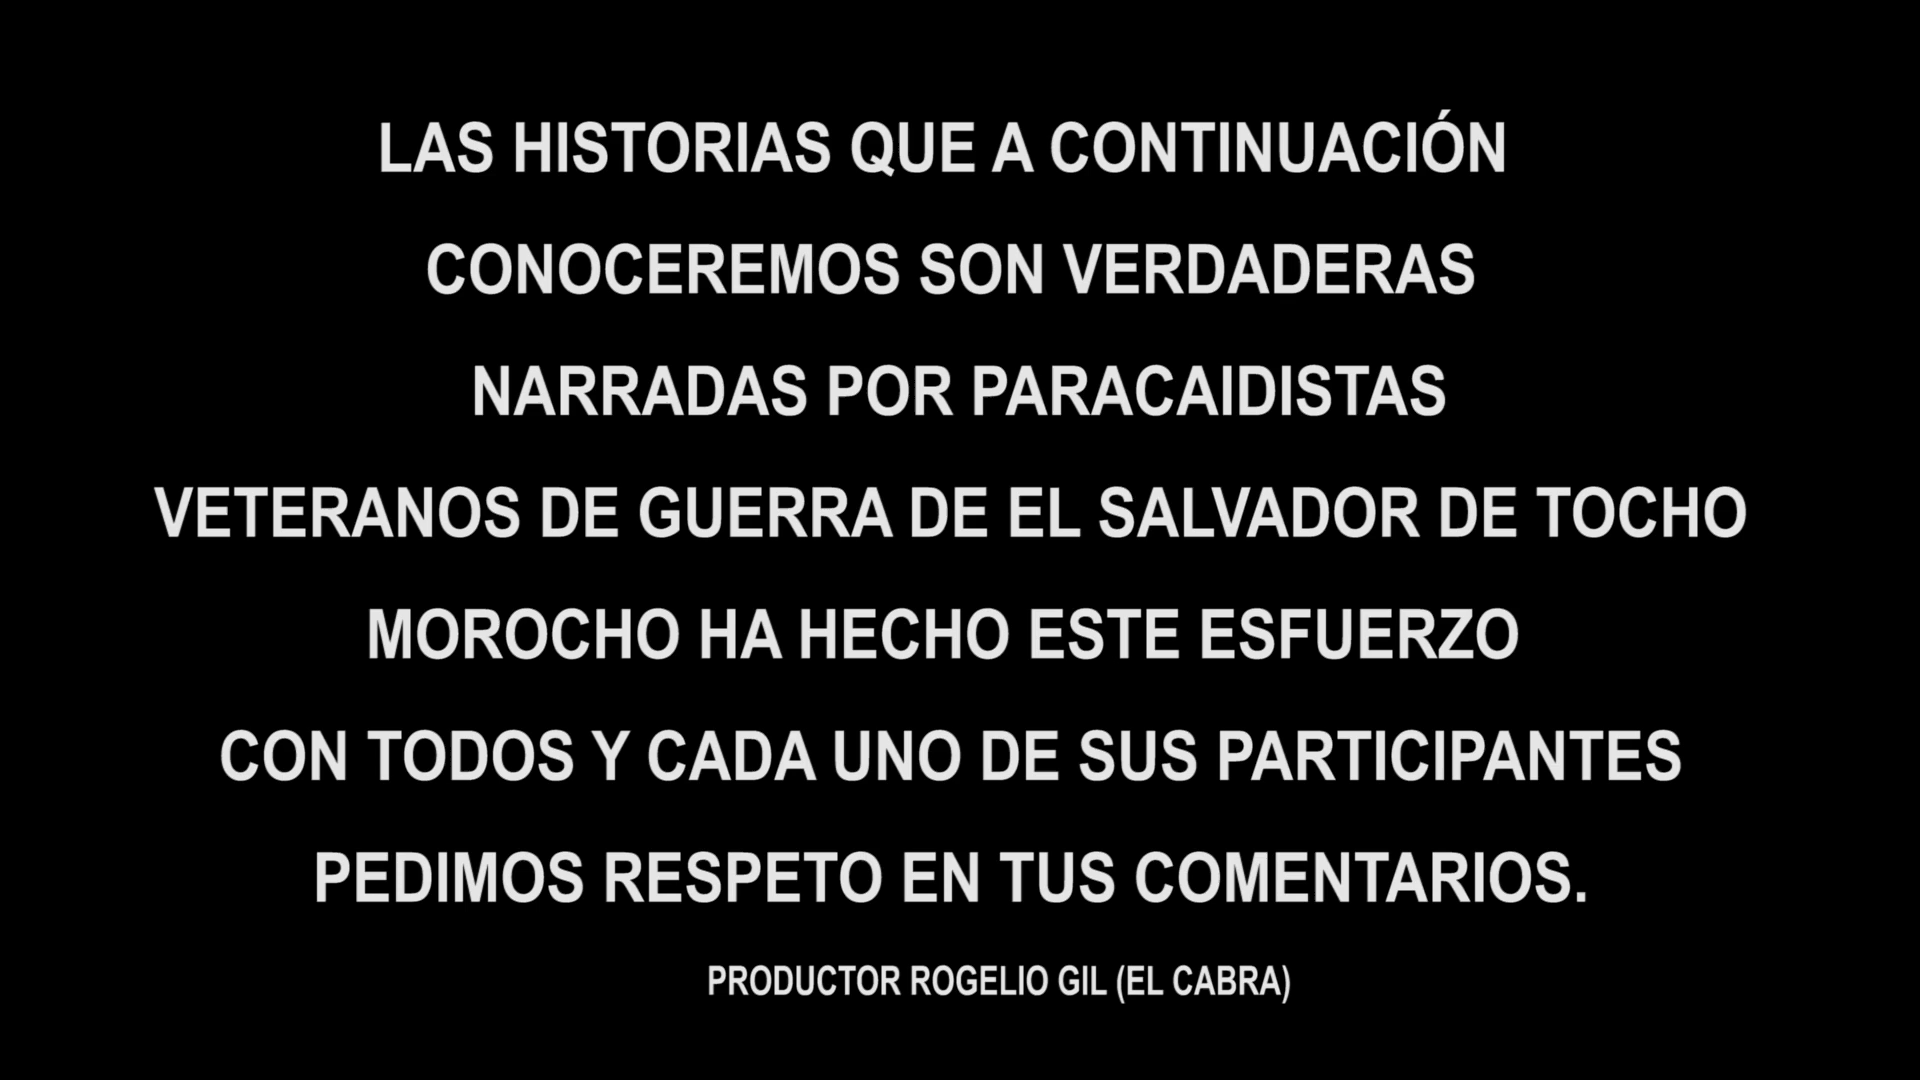 LAS HISTORIAS QUE A CONTINUACIÓN
CONOCEREMOS SON VERDADERAS
NARRADAS POR PARACAIDISTAS
VETERANOS DE GUERRA DE EL SALVADOR DE TOCHO
MOROCHO HA HECHO ESTE ESFUERZO
CON TODOS Y CADA UNO DE SUS PARTICIPANTES
PEDIMOS RESPETO EN TUS COMENTARIOS.
PRODUCTOR ROGELIO GIL (EL CABRA)